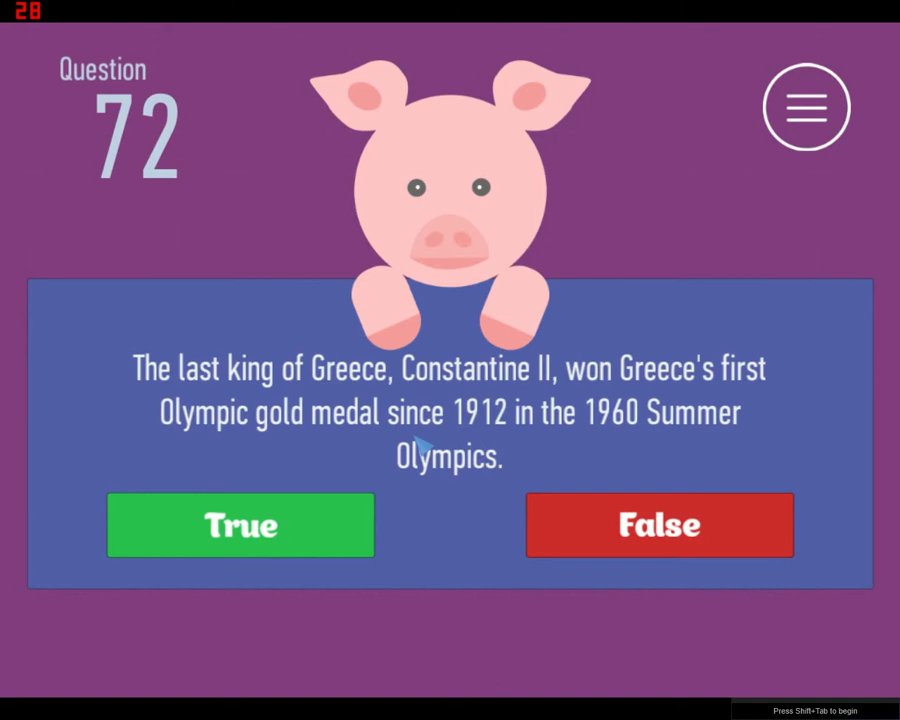 28
Question
72
The last king of Greece, Constantine II, won Greece's first
Olympic gold medal since 1912 in the 1960 Summer
Olympics.
True
False
Press Shift+Tab to begin